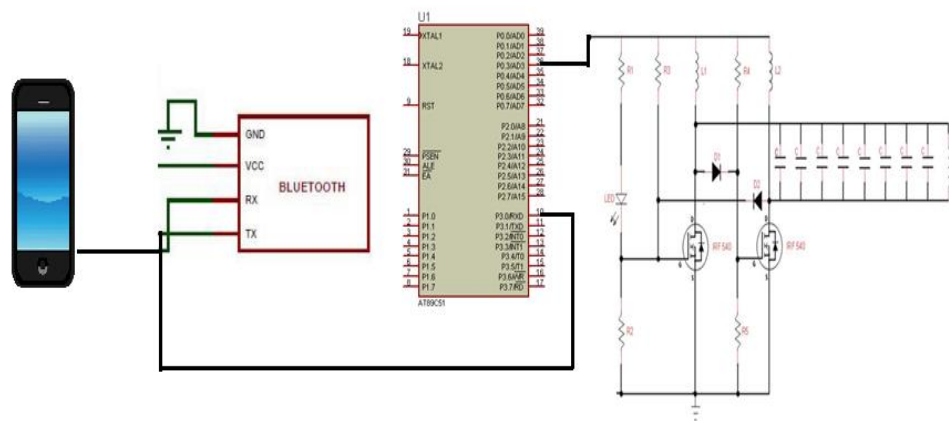 U1
19 XTAL1
18 XTAL2
9 RST
29 PSEN
30 ALE
31 EA
1 P1.0
2 P1.1
3 P1.2
4 P1.3
5 P1.4
6 P1.5
7 P1.6
8 P1.7
P0.0/AD0 39
P0.1/AD1 38
P0.2/AD2 37
P0.3/AD3 36
P0.4/AD4 35
P0.5/AD5 34
P0.6/AD6 33
P0.7/AD7 32
P2.0/A8 21
P2.1/A9 22
P2.2/A10 23
P2.3/A11 24
P2.4/A12 25
P2.5/A13 26
P2.6/A14 27
P2.7/A15 28
P3.0/RXD 10
P3.1/TXD 11
P3.2/INT0 12
P3.3/INT1 13
P3.4/T0 14
P3.5/T1 15
P3.6/WR 16
P3.7/RD 17
AT89C51
GND
VCC
RX
TX
BLUETOOTH
R1
R3
L1
R4
L2
C C C C C C C
D1
D2
LED
D
G
S
IRF540
D
G
S
IRF540
R2
R5